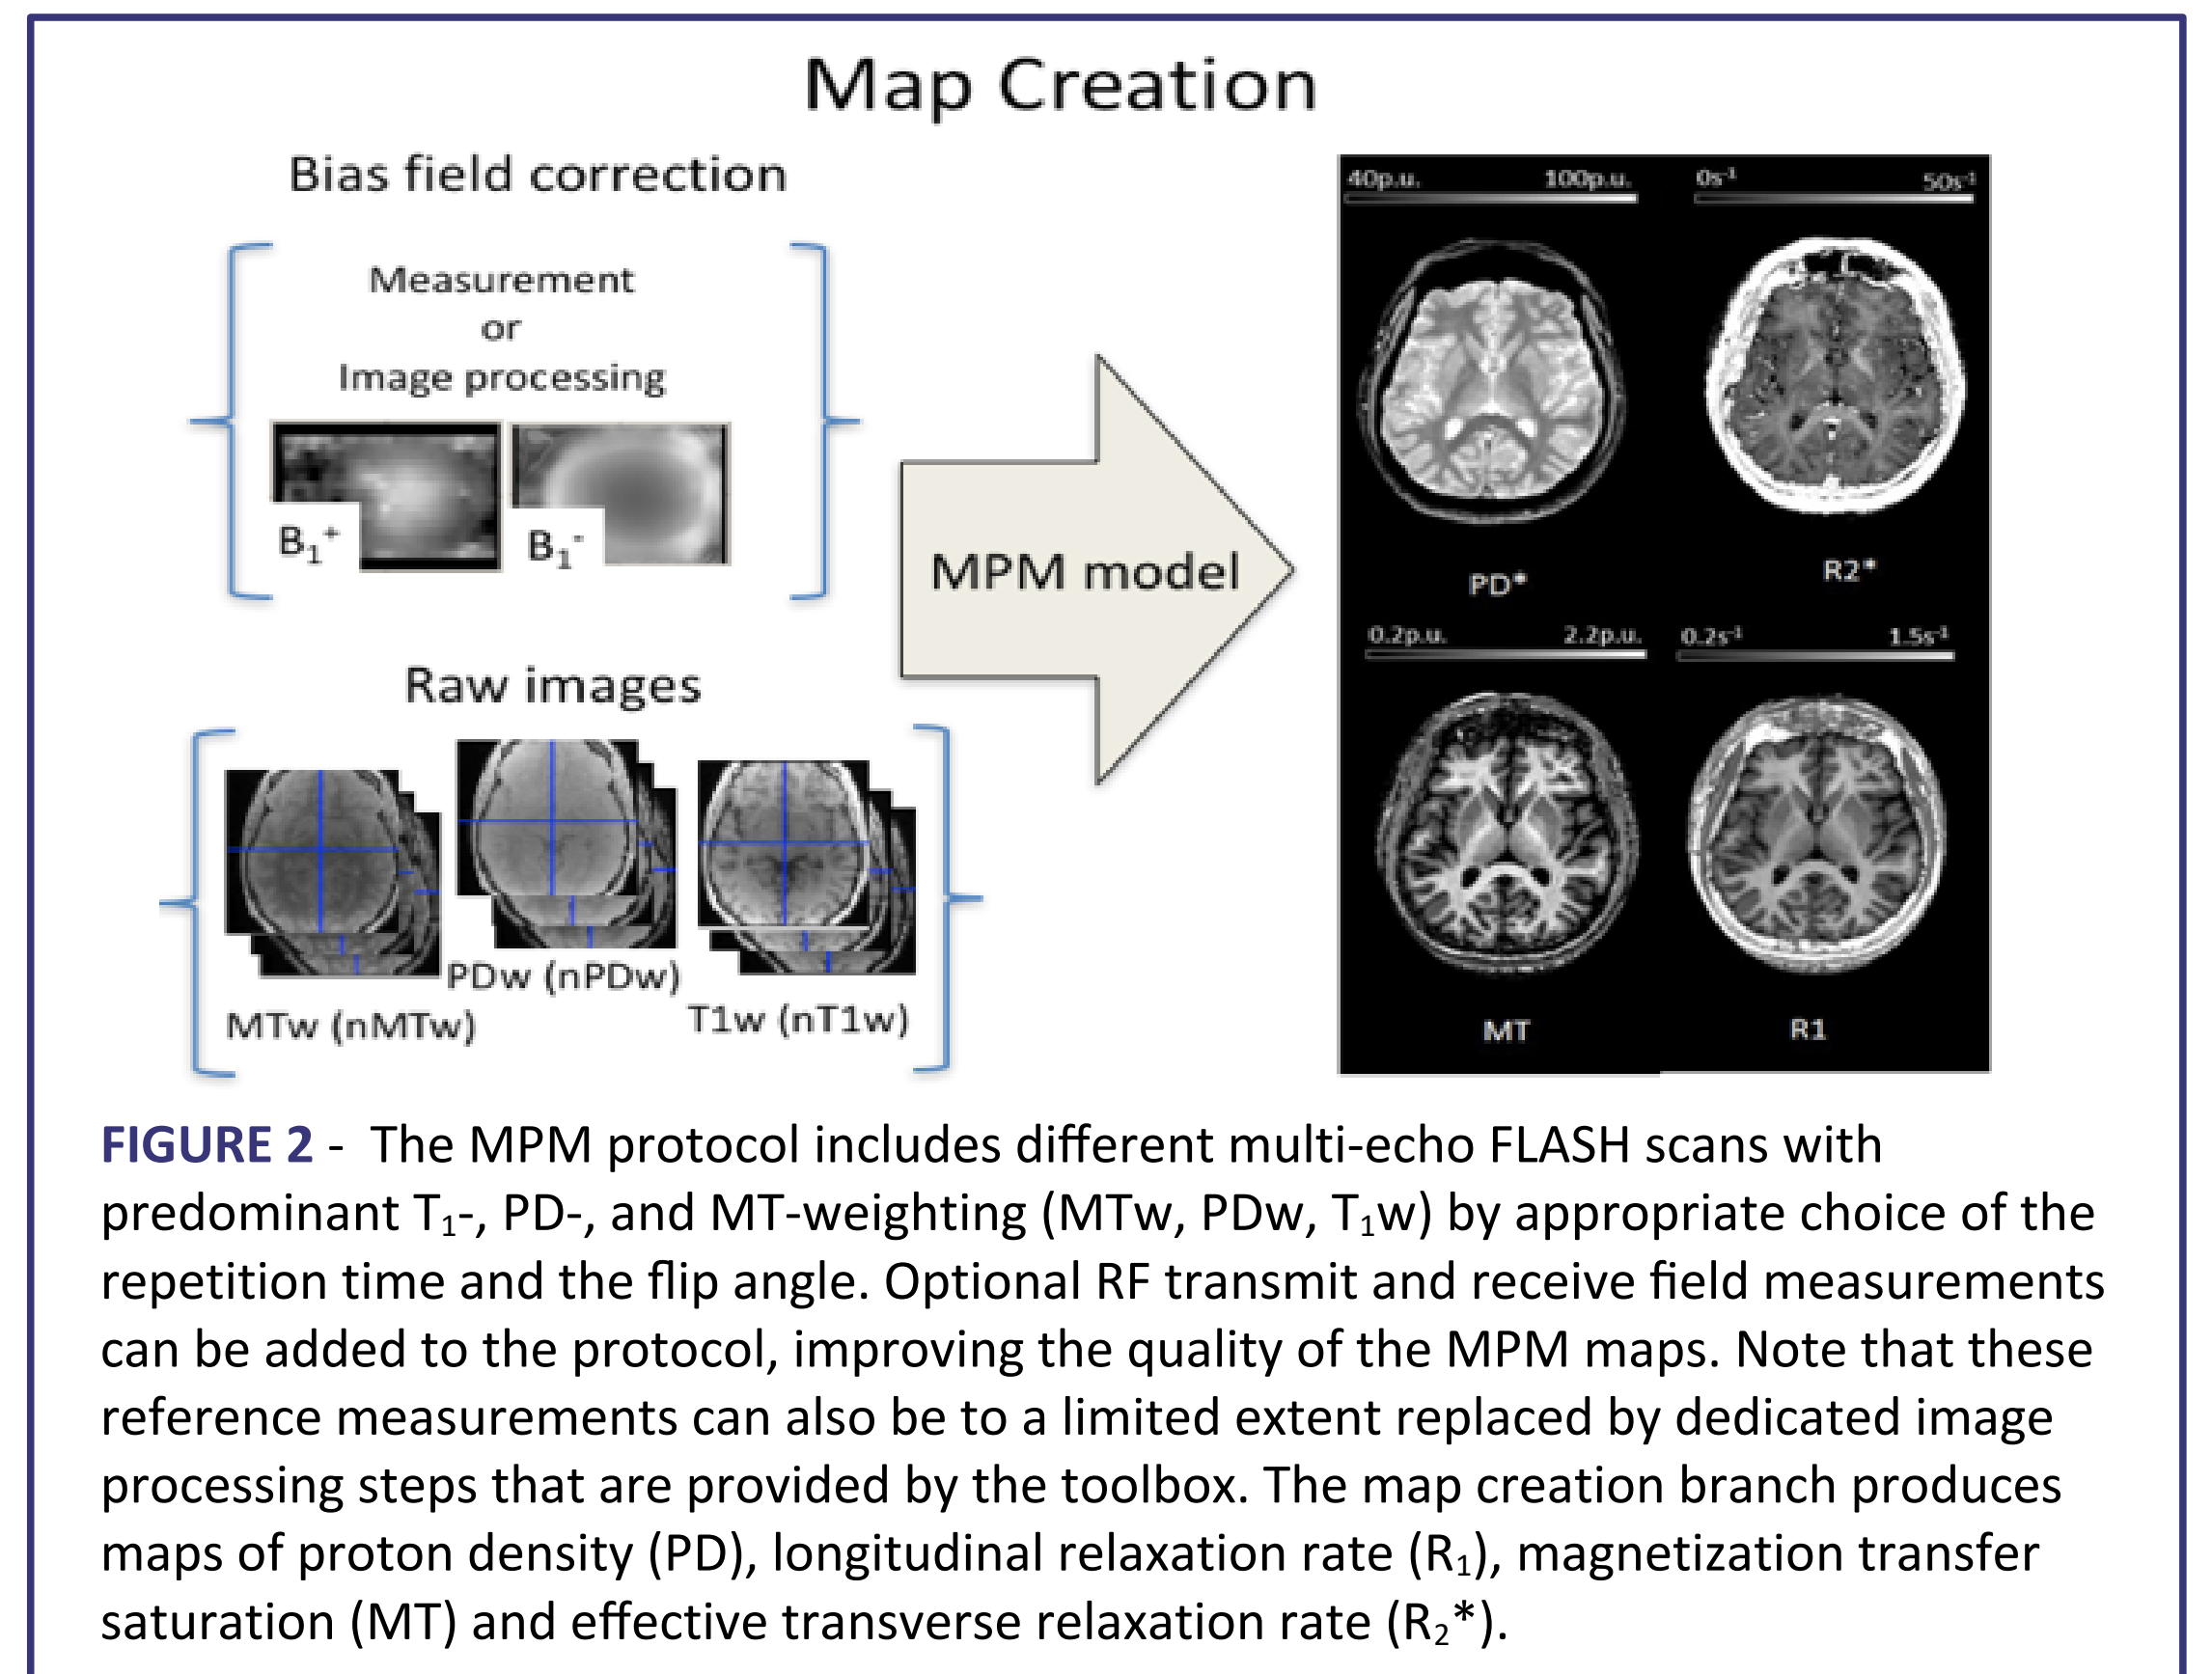 Map Creation
Bias field correction
Measurement
or
Image processing
B₁⁺
B₁⁻
Raw images
MTw (nMTw)
PDw (nPDw)
T1w (nT1w)
MPM model
40p.u. 100p.u.
0s⁻¹ 50s⁻¹
PD*
R2*
0.2p.u. 2.2p.u.
0.2s⁻¹ 1.5s⁻¹
MT
R1
FIGURE 2 - The MPM protocol includes different multi-echo FLASH scans with
predominant T₁-, PD-, and MT-weighting (MTw, PDw, T₁w) by appropriate choice of the
repetition time and the flip angle. Optional RF transmit and receive field measurements
can be added to the protocol, improving the quality of the MPM maps. Note that these
reference measurements can also be to a limited extent replaced by dedicated image
processing steps that are provided by the toolbox. The map creation branch produces
maps of proton density (PD), longitudinal relaxation rate (R₁), magnetization transfer
saturation (MT) and effective transverse relaxation rate (R₂*).